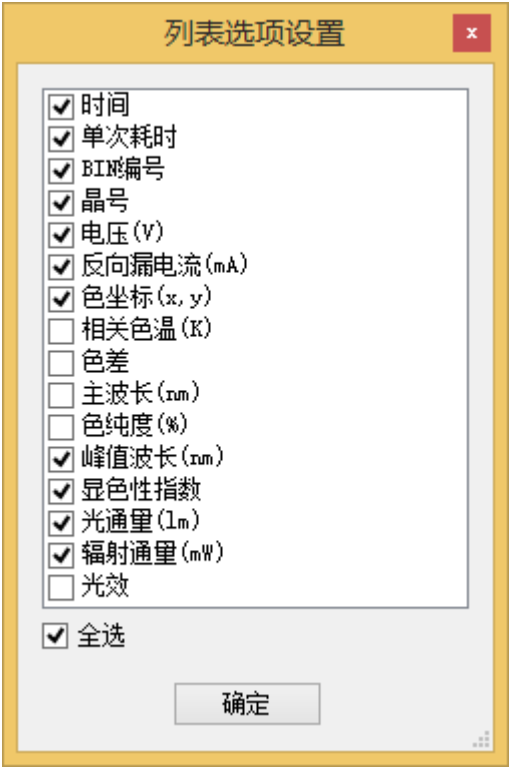 列表选项设置
时间
单次耗时
BIN编号
晶号
电压(V)
反向漏电流(mA)
色坐标(x,y)
相关色温(K)
色差
主波长(nm)
色纯度(%)
峰值波长(nm)
显色性指数
光通量(lm)
辐射通量(mW)
光效
全选
确定